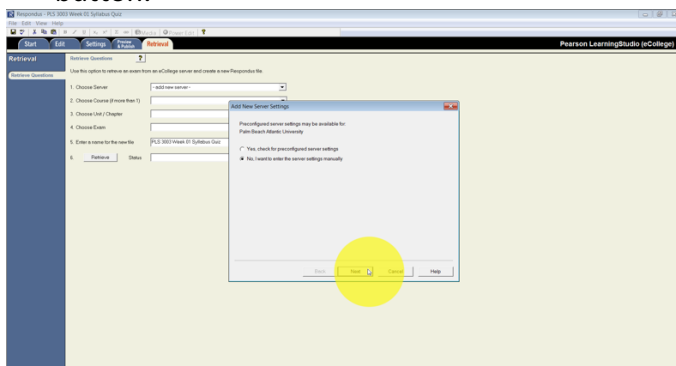 Respondus - PLS 3003 Week 01 Syllabus Quiz
File Edit View Help
Power Edit
Start Edit Settings Preview & Publish Retrieval
Pearson LearningStudio (eCollege)
Retrieval
Retrieve Questions
Retrieve Questions ?
Use this option to retrieve an exam from an eCollege server and create a new Respondus file.
1. Choose Server
- add new server -
2. Choose Course (if more than 1)
3. Choose Unit / Chapter
4. Choose Exam
5. Enter a name for the new file
PLS 3003 Week 01 Syllabus Quiz
6. Retrieve Status
Add New Server Settings
Preconfigured server settings may be available for:
Palm Beach Atlantic University
Yes, check for preconfigured server settings
No, I want to enter the server settings manually
Back Next Cancel Help